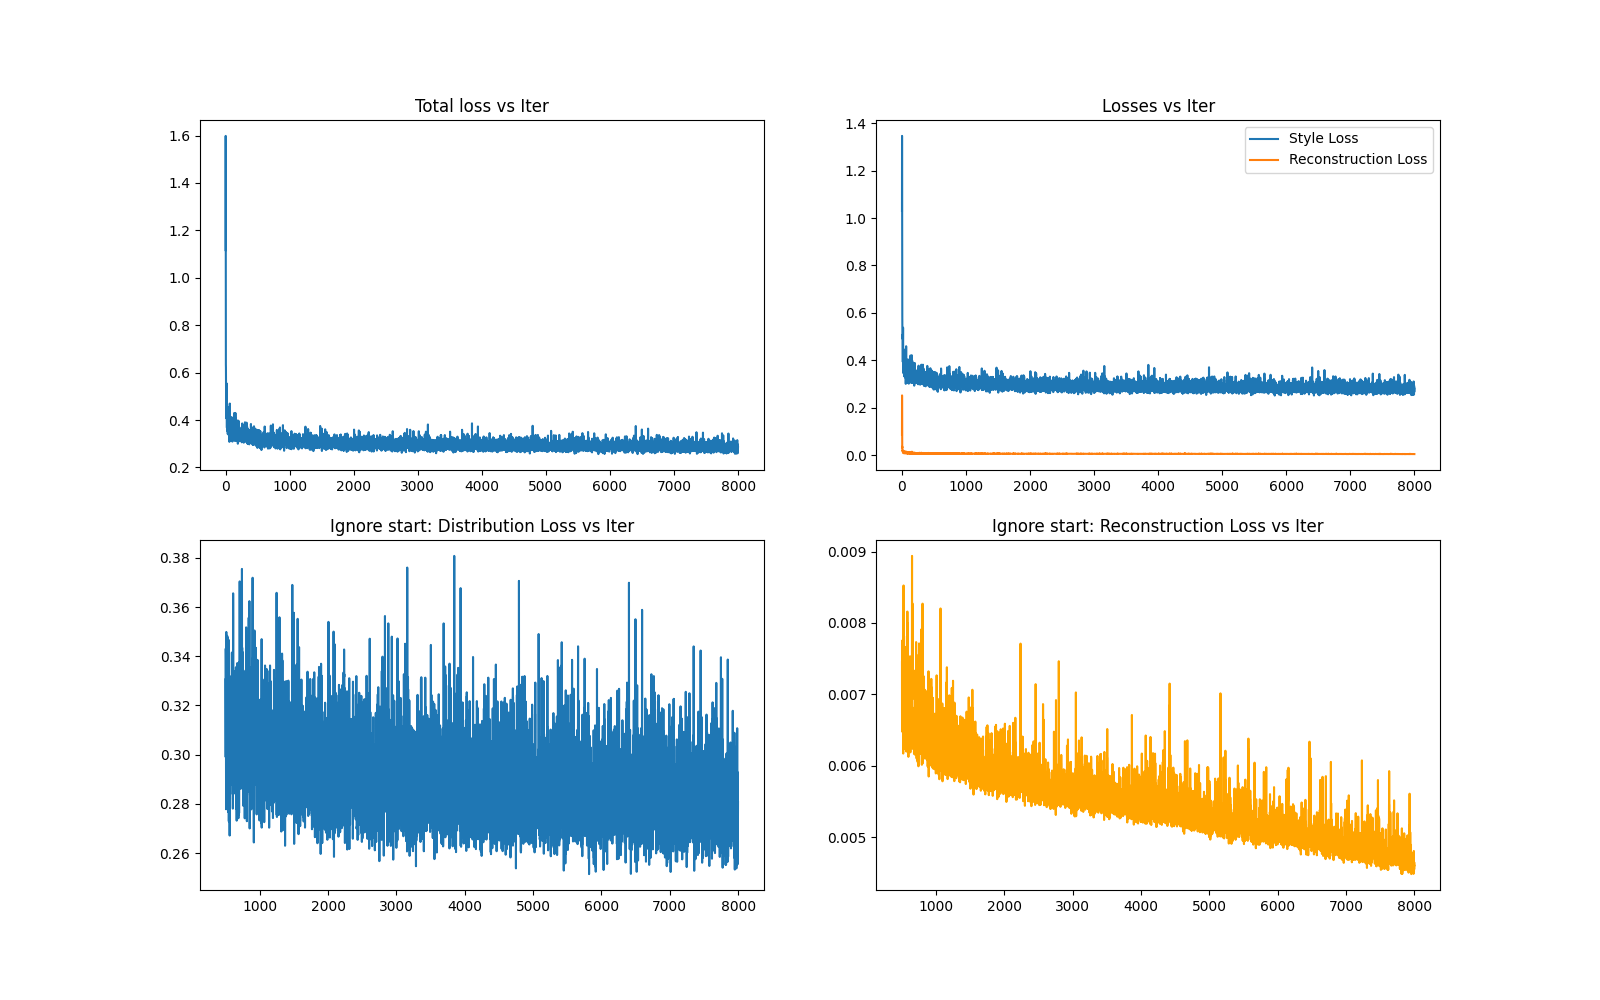 Total loss vs Iter
1.6
1.4
1.2
1.0
0.8
0.6
0.4
0.2
0 1000 2000 3000 4000 5000 6000 7000 8000
Losses vs Iter
Style Loss
Reconstruction Loss
1.4
1.2
1.0
0.8
0.6
0.4
0.2
0.0
0 1000 2000 3000 4000 5000 6000 7000 8000
Ignore start: Distribution Loss vs Iter
0.38
0.36
0.34
0.32
0.30
0.28
0.26
1000 2000 3000 4000 5000 6000 7000 8000
Ignore start: Reconstruction Loss vs Iter
0.009
0.008
0.007
0.006
0.005
1000 2000 3000 4000 5000 6000 7000 8000